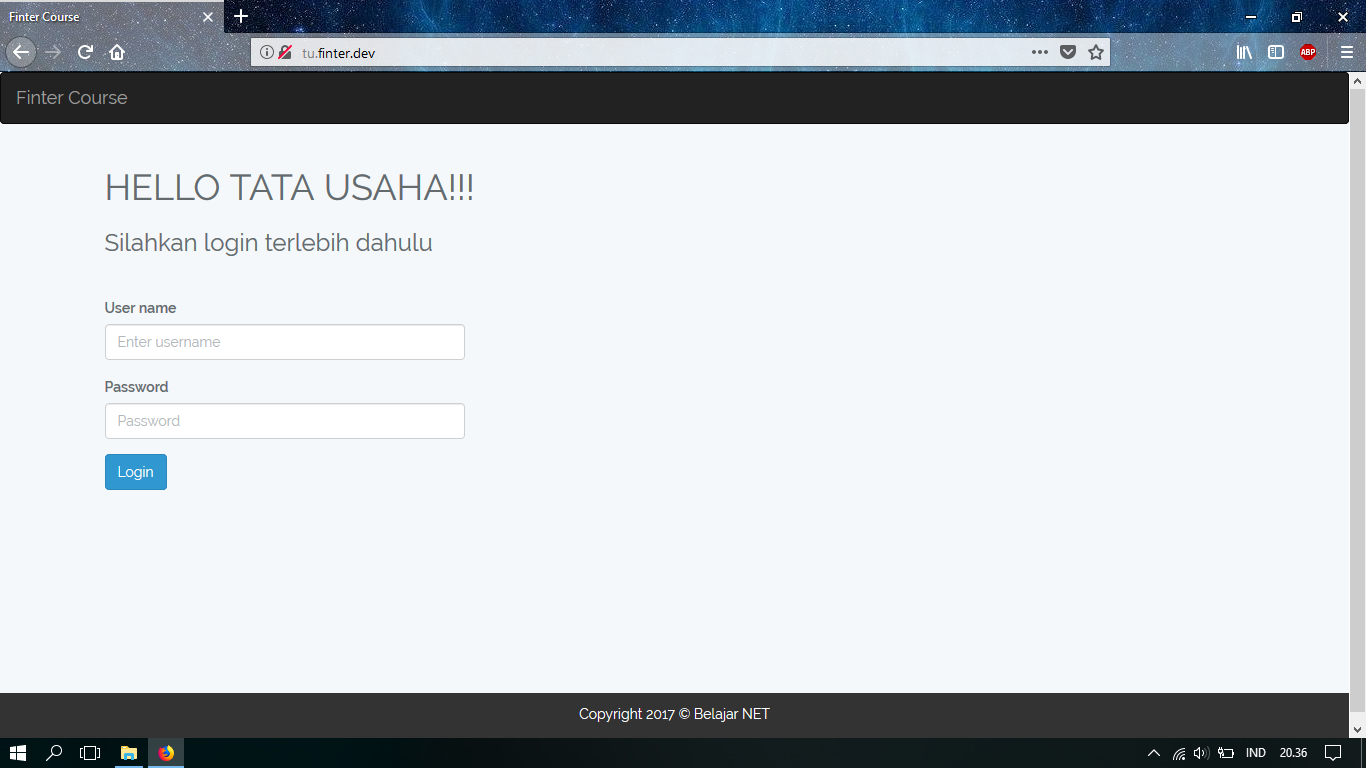 Finter Course
tu.finter.dev
ABP
Finter Course
HELLO TATA USAHA!!!
Silahkan login terlebih dahulu
User name
Enter username
Password
Password
Login
Copyright 2017 © Belajar NET
IND 20.36